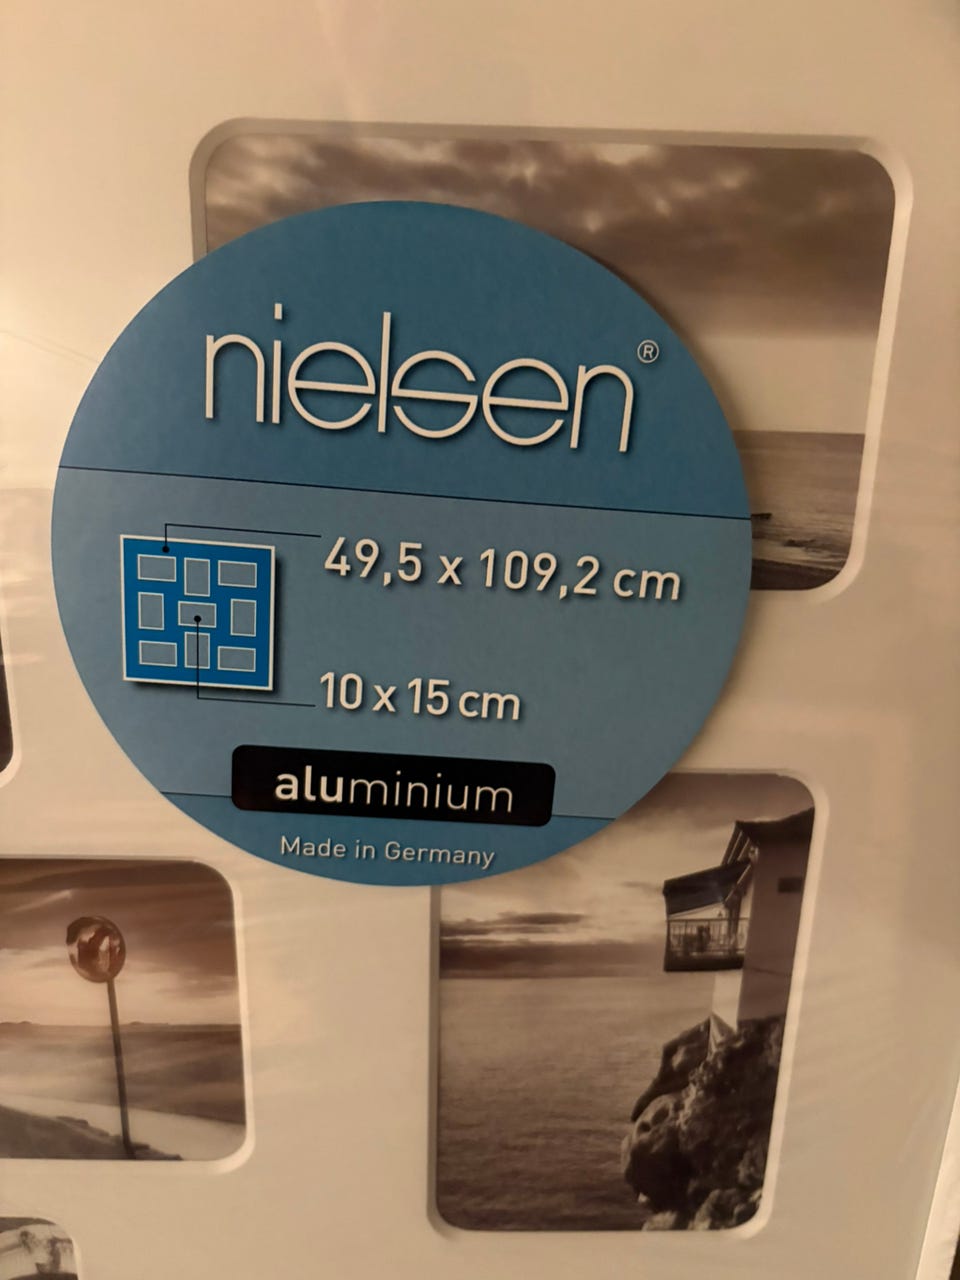 nielsen®
49,5 x 109,2 cm
10 x 15 cm
aluminium
Made in Germany